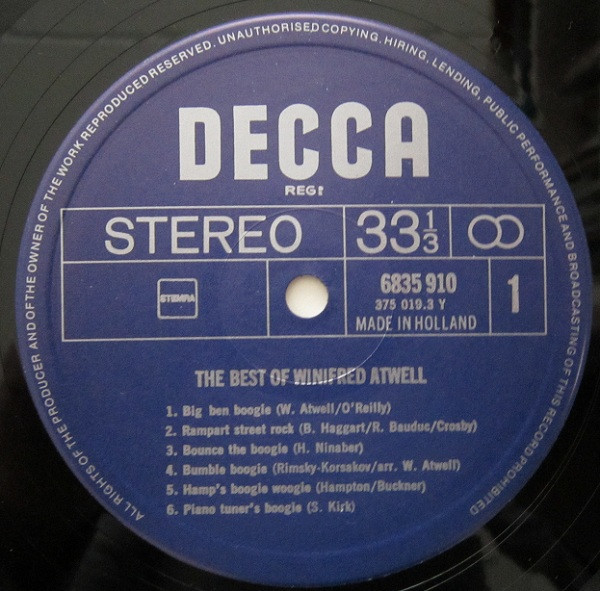 ALL RIGHTS OF THE PRODUCER AND OF THE OWNER OF THE WORK REPRODUCED RESERVED. UNAUTHORISED COPYING, HIRING, LENDING, PUBLIC PERFORMANCE AND BROADCASTING OF THIS RECORD PROHIBITED
DECCA
REGD
STEREO 33 1/3
STEMRA
6835 910
375 019.3 Y
MADE IN HOLLAND
1
THE BEST OF WINIFRED ATWELL
1. Big ben boogie (W. Atwell/O'Reilly)
2. Rampart street rock (B. Haggart/R. Bauduc/Crosby)
3. Bounce the boogie (H. Ninaber)
4. Bumble boogie (Rimsky-Korsakov/arr. W. Atwell)
5. Hamp's boogie woogie (Hampton/Buckner)
6. Piano tuner's boogie (S. Kirk)